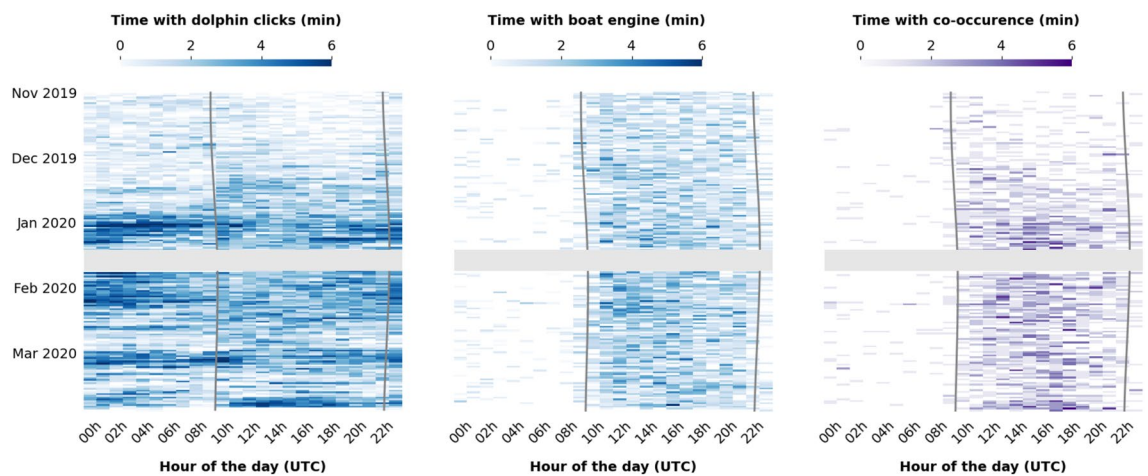 Time with dolphin clicks (min)
Time with boat engine (min)
Time with co-occurence (min)
0 2 4 6
0 2 4 6
0 2 4 6
Nov 2019
Dec 2019
Jan 2020
Feb 2020
Mar 2020
00h 02h 04h 06h 08h 10h 12h 14h 16h 18h 20h 22h
00h 02h 04h 06h 08h 10h 12h 14h 16h 18h 20h 22h
00h 02h 04h 06h 08h 10h 12h 14h 16h 18h 20h 22h
Hour of the day (UTC)
Hour of the day (UTC)
Hour of the day (UTC)